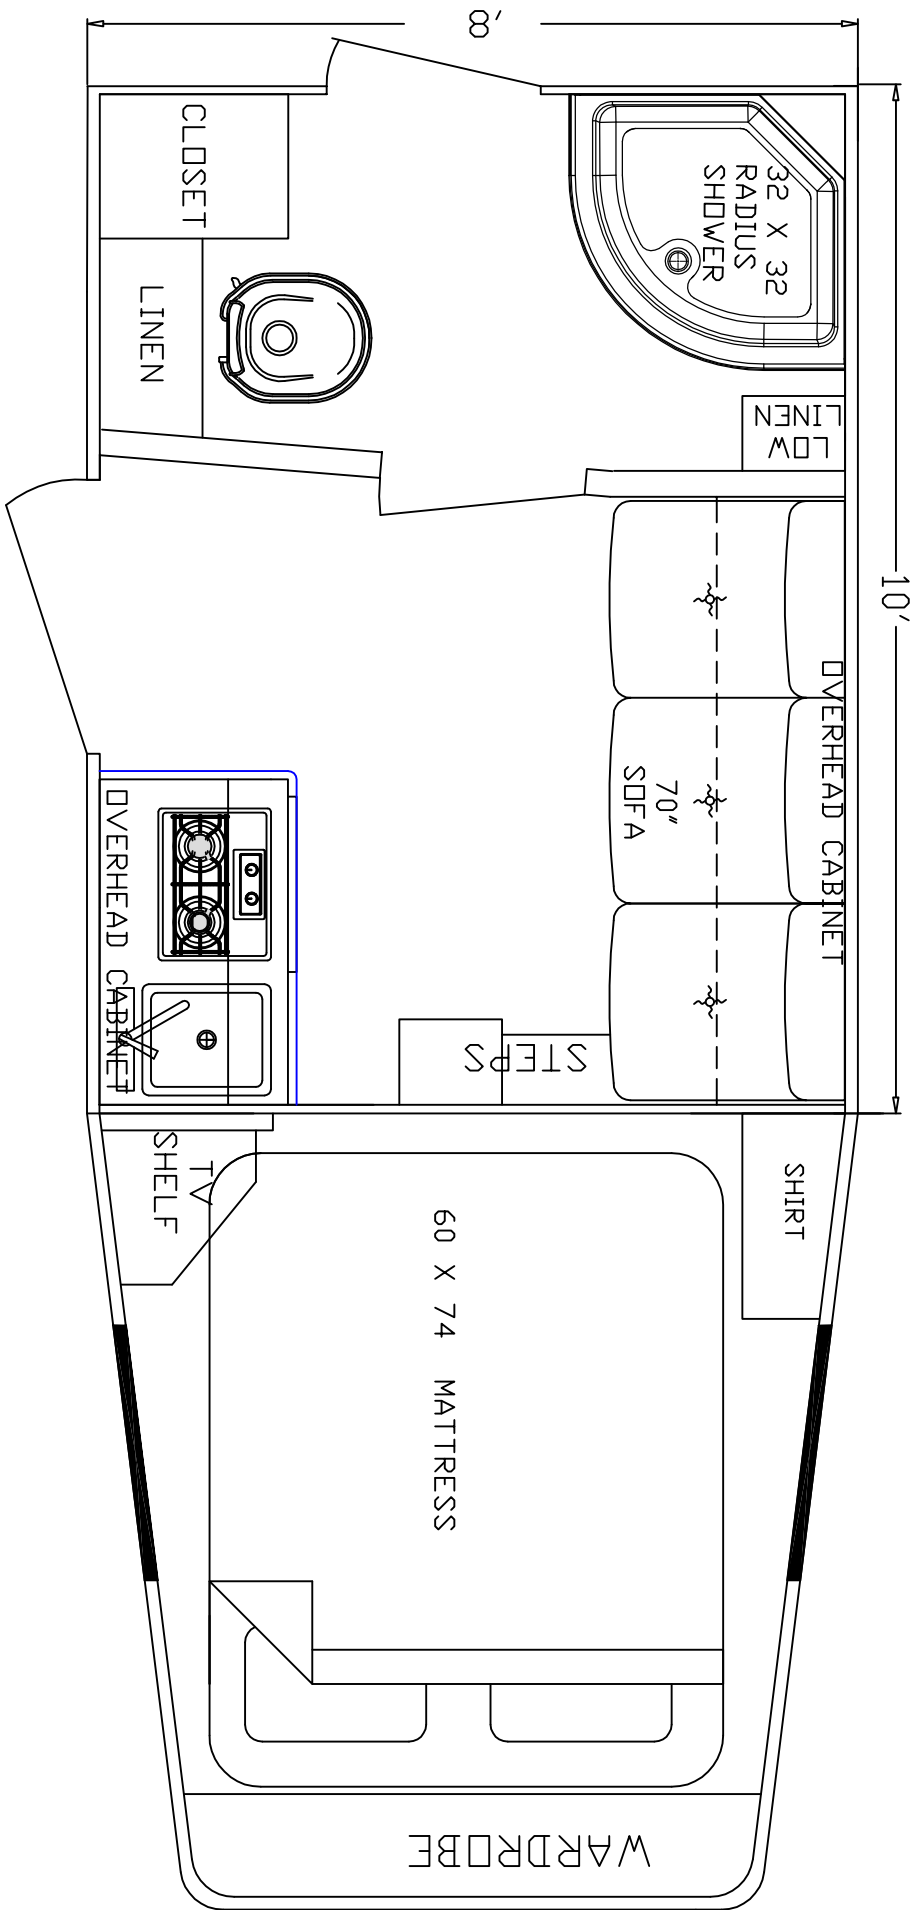 8'
10'
CLOSET
LINEN
32 X 32
RADIUS
SHOWER
LOW
LINEN
OVERHEAD CABINET
70"
SOFA
OVERHEAD CABINET
STEPS
TV
SHELF
SHIRT
60 X 74 MATTRESS
WARDROBE